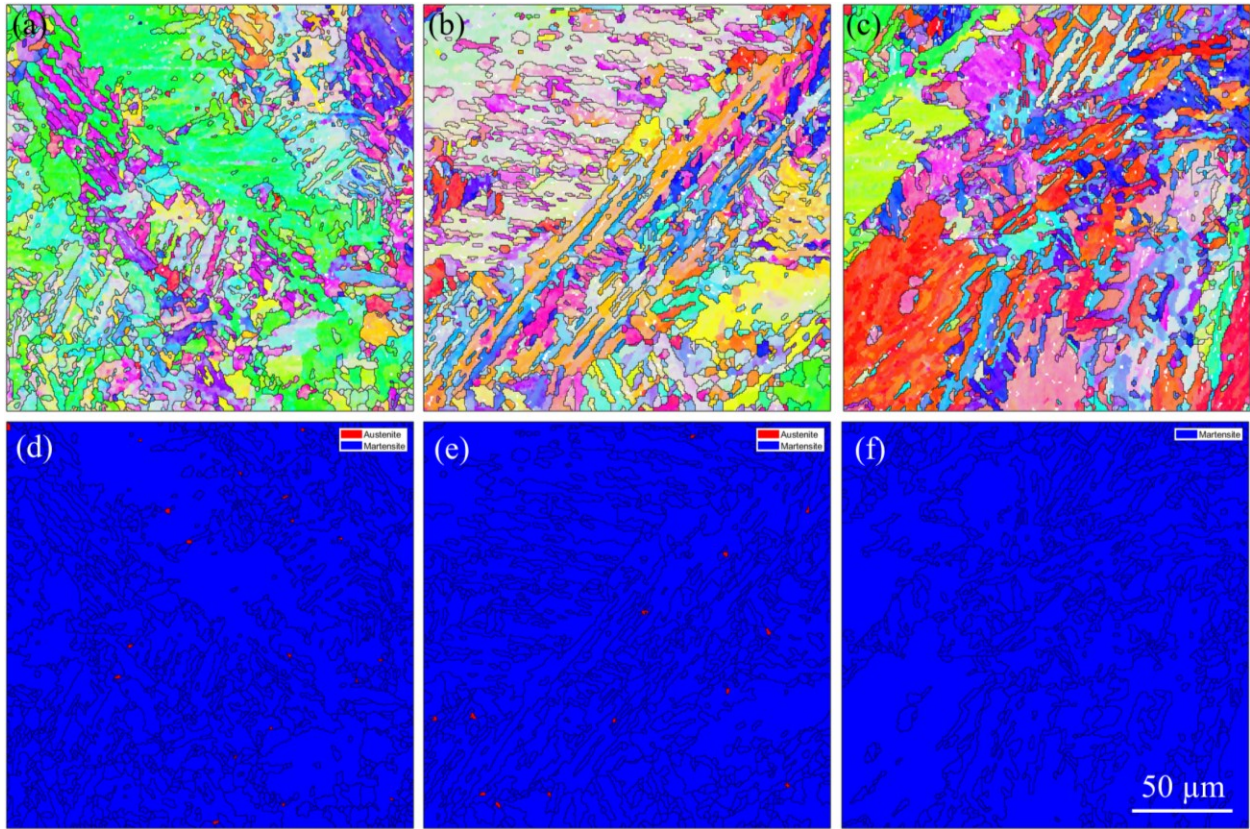 (a)
(b)
(c)
(d)
Austenite
Martensite
(e)
Austenite
Martensite
(f)
Martensite
50 µm